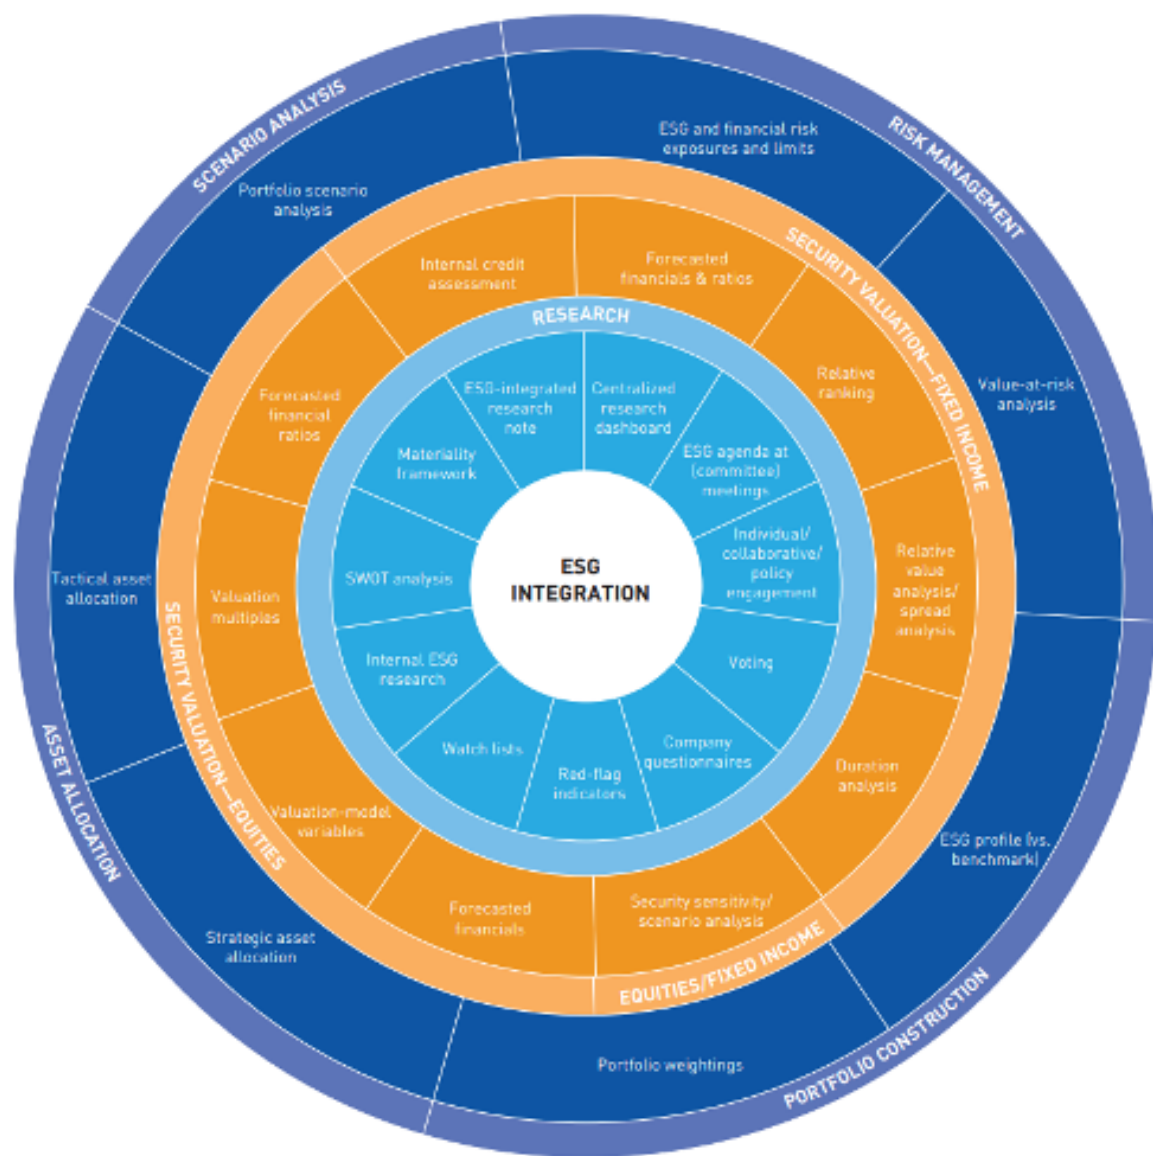 ESG
INTEGRATION
RESEARCH
Centralized
research
dashboard
ESG agenda at
(committee)
meetings
Individual/
collaborative/
policy
engagement
Voting
Company
questionnaires
Red-flag
indicators
Watch lists
Internal ESG
research
SWOT analysis
Materiality
framework
ESG-integrated
research
note
SECURITY VALUATION—FIXED INCOME
Internal credit
assessment
Forecasted
financials & ratios
Relative
ranking
Relative
value
analysis/
spread
analysis
Duration
analysis
EQUITIES/FIXED INCOME
Security sensitivity/
scenario analysis
SECURITY VALUATION—EQUITIES
Forecasted
financials
Valuation-model
variables
Valuation
multiples
Forecasted
financial
ratios
RISK MANAGEMENT
ESG and financial risk
exposures and limits
Value-at-risk
analysis
PORTFOLIO CONSTRUCTION
ESG profile (vs.
benchmark)
Portfolio weightings
ASSET ALLOCATION
Strategic asset
allocation
Tactical asset
allocation
SCENARIO ANALYSIS
Portfolio scenario
analysis